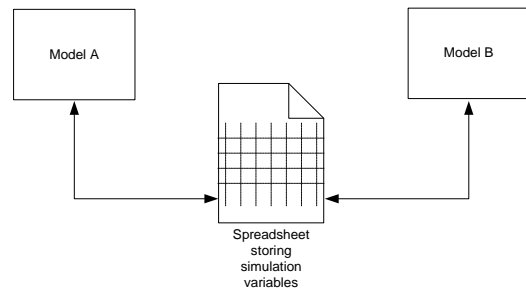 Model A
Model B
Spreadsheet
storing
simulation
variables